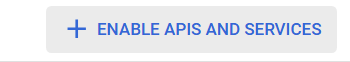 ENABLE APIS AND SERVICES